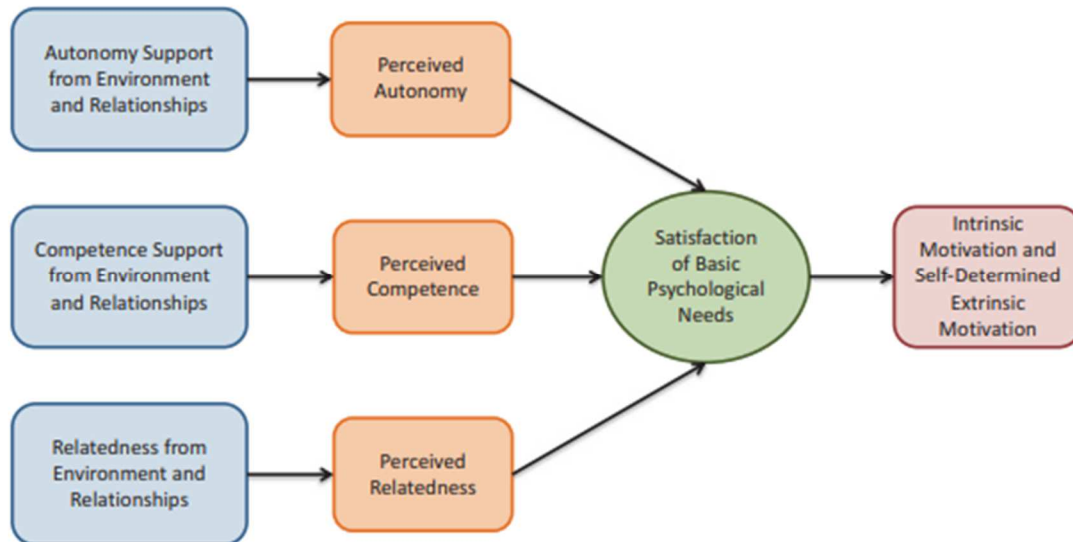 Autonomy Support
from Environment
and Relationships
Perceived
Autonomy
Competence Support
from Environment
and Relationships
Perceived
Competence
Satisfaction
of Basic
Psychological
Needs
Intrinsic
Motivation and
Self-Determined
Extrinsic
Motivation
Relatedness from
Environment and
Relationships
Perceived
Relatedness